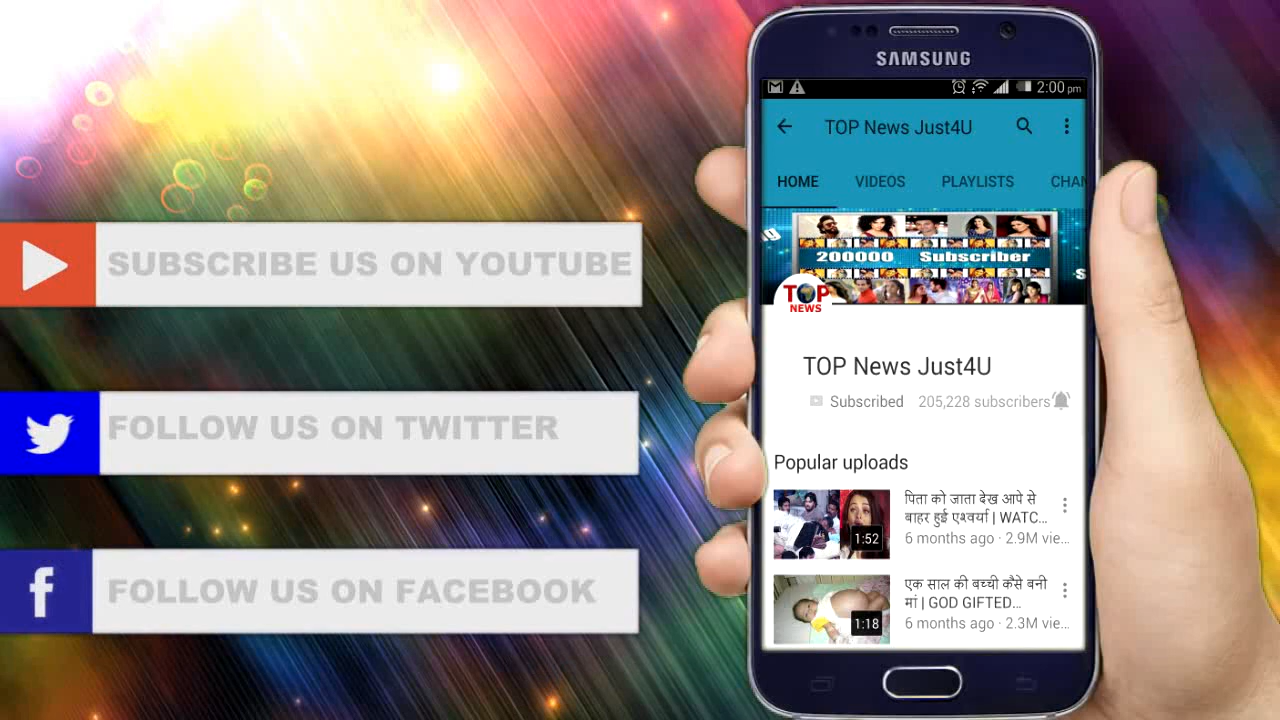 SUBSCRIBE US ON YOUTUBE
FOLLOW US ON TWITTER
FOLLOW US ON FACEBOOK
SAMSUNG
2:00 pm
TOP News Just4U
HOME VIDEOS PLAYLISTS CHAN
200000 Subscriber
TOP
NEWS
TOP News Just4U
Subscribed 205,228 subscribers
Popular uploads
पिता को जाता देख आपे से
बाहर हुई एश्वर्या | WATC...
1:52
6 months ago · 2.9M vie...
एक साल की बच्ची कैसे बनी
मां | GOD GIFTED...
1:18
6 months ago · 2.3M vie...